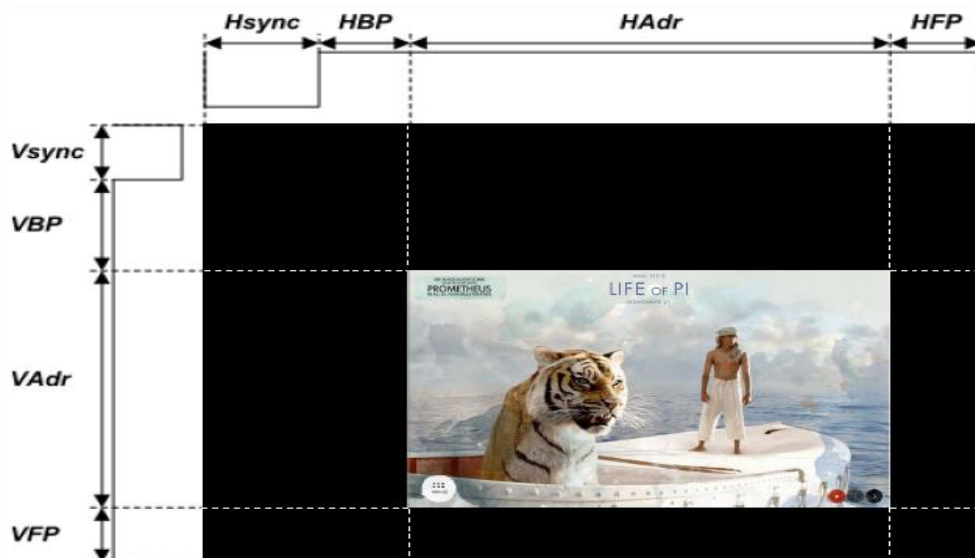 Hsync HBP HAdr HFP
Vsync
VBP
VAdr
VFP
PROMETHEUS
LIFE OF PI